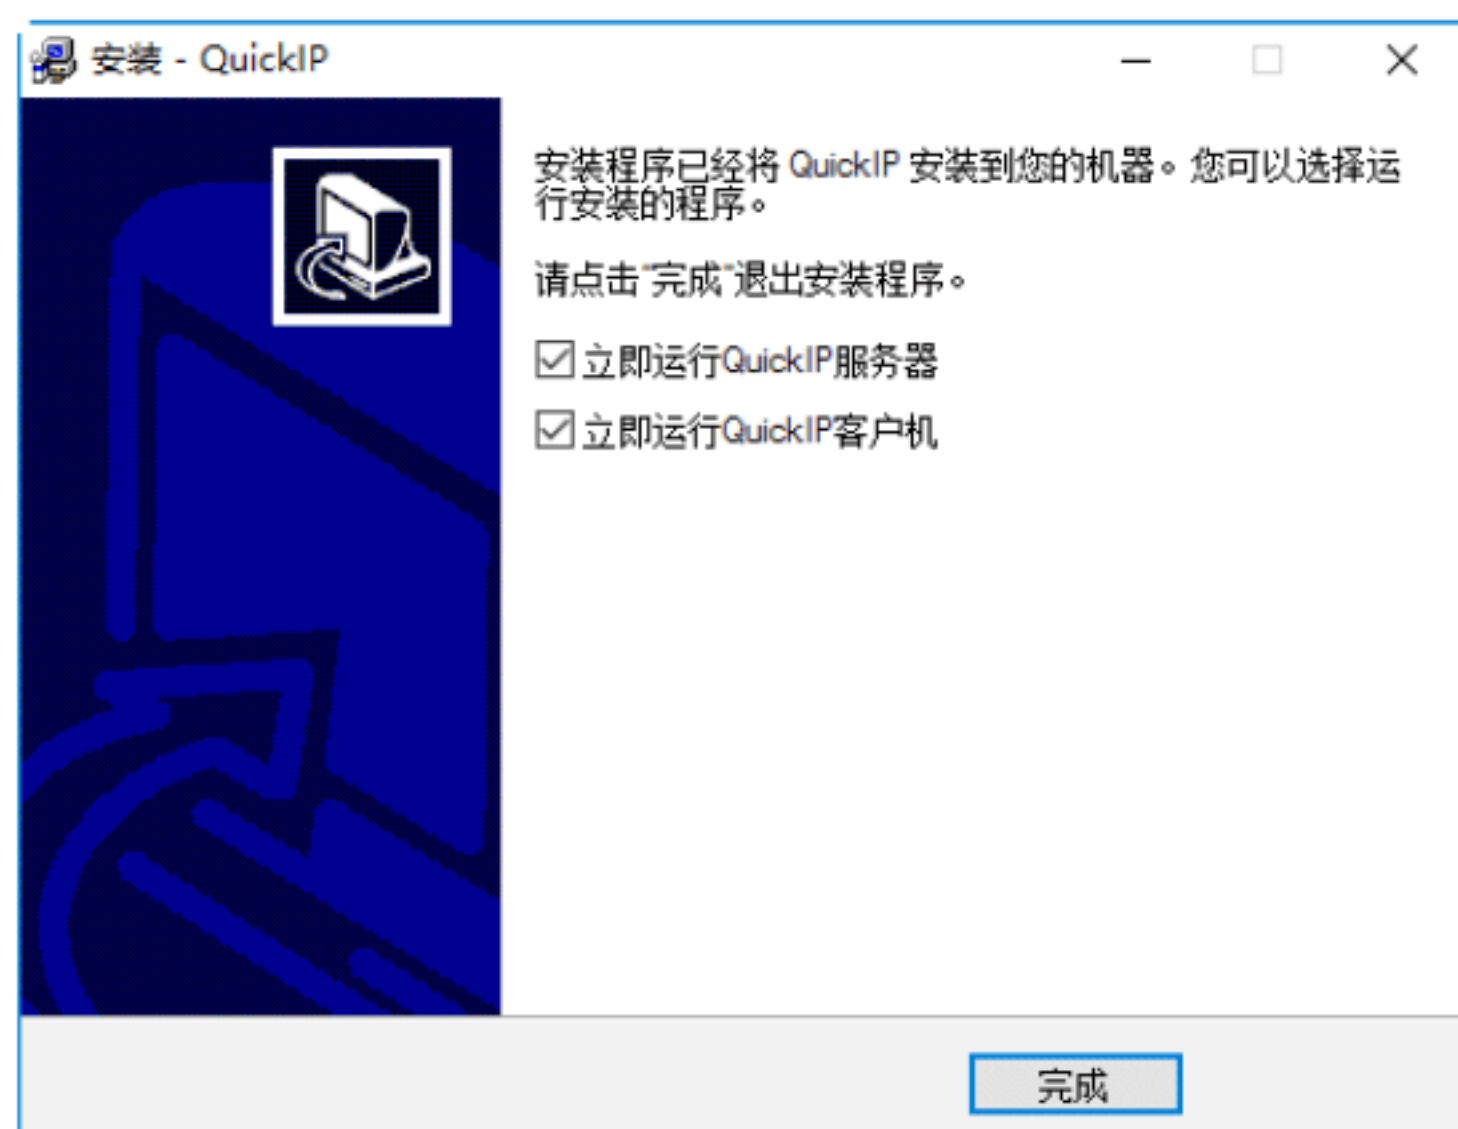 安装 - QuickIP
安装程序已经将 QuickIP 安装到您的机器。您可以选择运
行安装的程序。
请点击"完成"退出安装程序。
立即运行QuickIP服务器
立即运行QuickIP客户机
完成